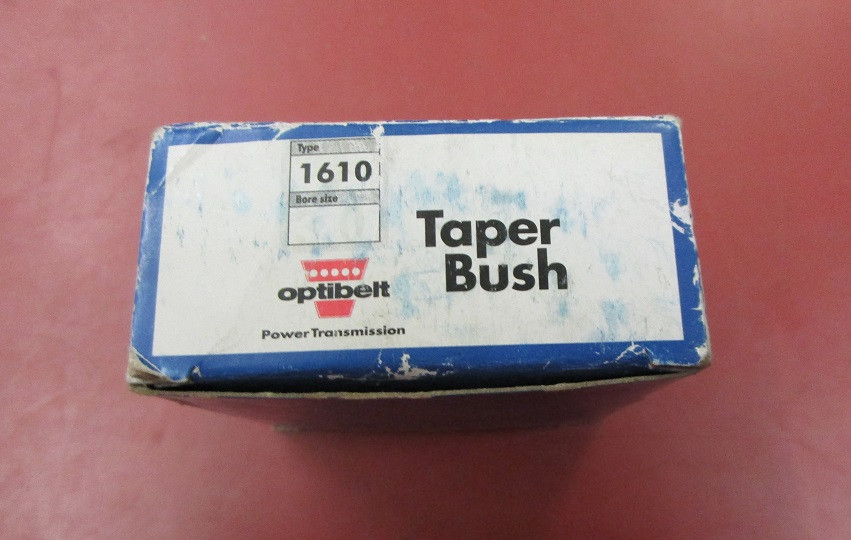 Type
1610
Bore size
Taper
Bush
optibelt
Power Transmission